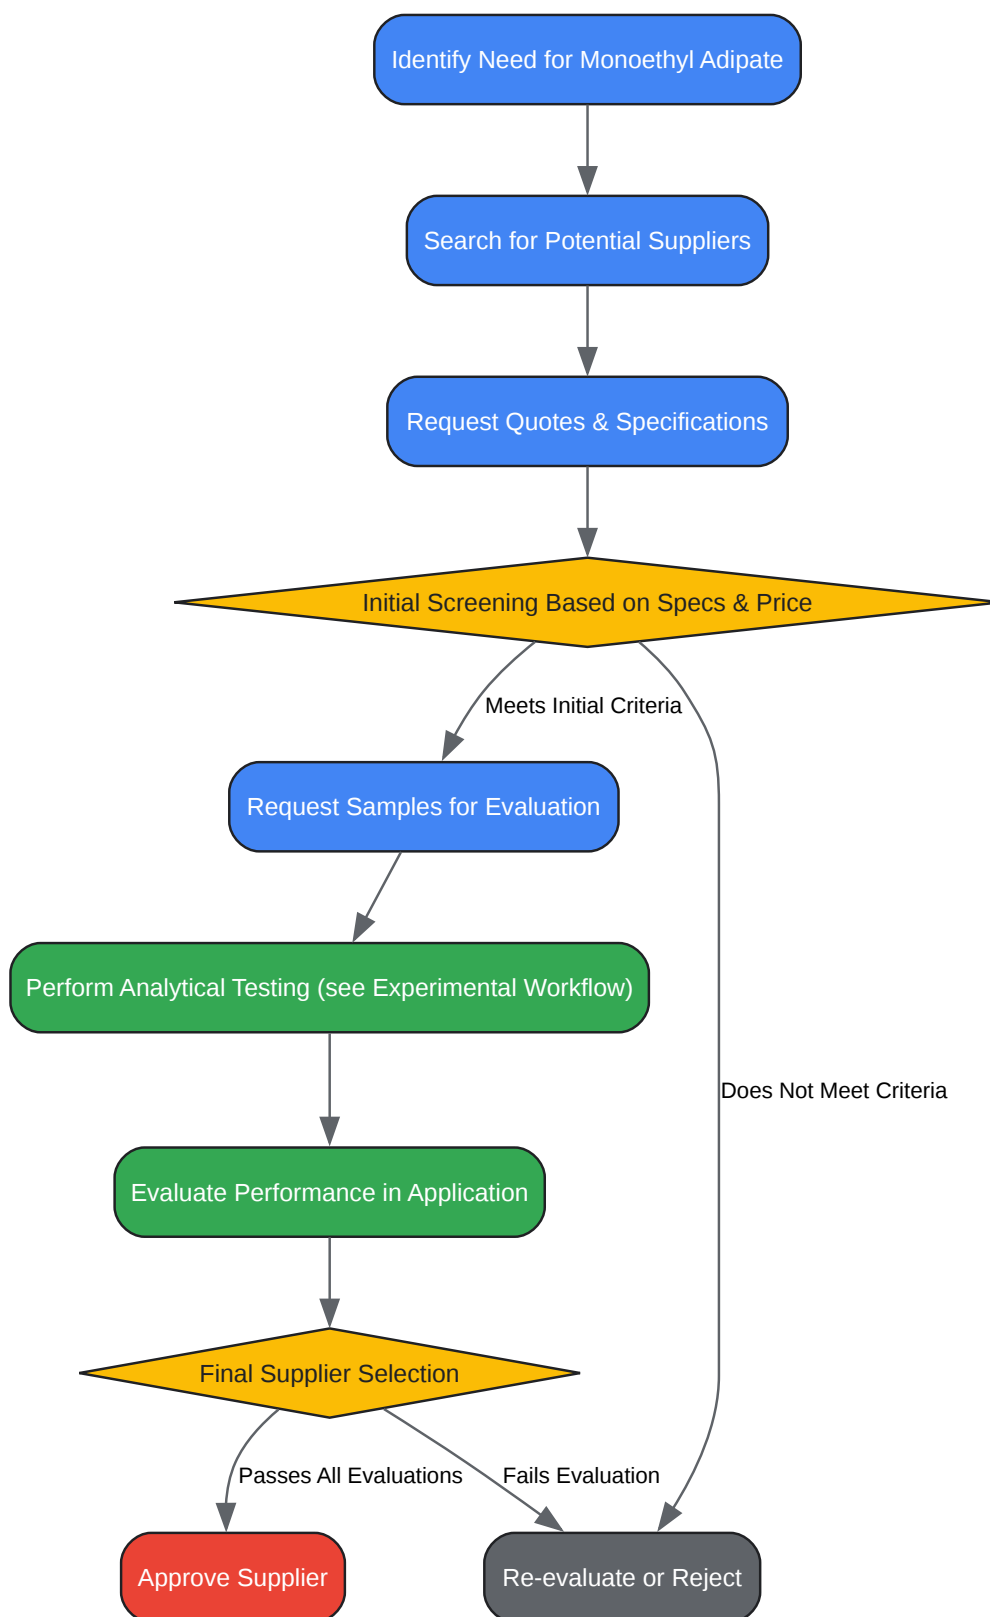 Identify Need for Monoethyl Adipate
Search for Potential Suppliers
Request Quotes & Specifications
Initial Screening Based on Specs & Price
Meets Initial Criteria
Request Samples for Evaluation
Perform Analytical Testing (see Experimental Workflow)
Does Not Meet Criteria
Evaluate Performance in Application
Final Supplier Selection
Passes All Evaluations
Fails Evaluation
Approve Supplier
Re-evaluate or Reject